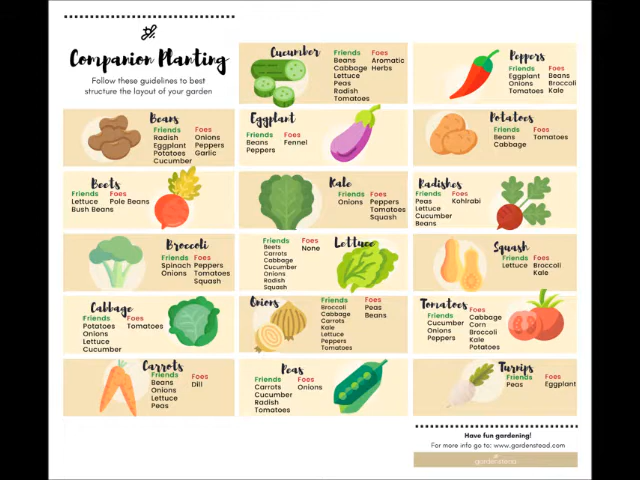 Companion Planting
Follow these guidelines to best
structure the layout of your garden
Cucumber
Friends
Beans
Cabbage
Lettuce
Peas
Radish
Tomatoes
Foes
Aromatic
Herbs
Peppers
Friends
Eggplant
Onions
Tomatoes
Foes
Beans
Broccoli
Kale
Beans
Friends
Radish
Eggplant
Potatoes
Cucumber
Foes
Onions
Peppers
Garlic
Eggplant
Friends
Beans
Peppers
Foes
Fennel
Potatoes
Friends
Beans
Cabbage
Foes
Tomatoes
Beets
Friends
Lettuce
Bush Beans
Foes
Pole Beans
Kale
Friends
Onions
Foes
Peppers
Tomatoes
Squash
Radishes
Friends
Peas
Lettuce
Cucumber
Beans
Foes
Kohlrabi
Broccoli
Friends
Spinach
Onions
Foes
Peppers
Tomatoes
Squash
Lettuce
Friends
Beets
Carrots
Cabbage
Cucumber
Onions
Radish
Squash
Foes
None
Squash
Friends
Lettuce
Foes
Broccoli
Kale
Cabbage
Friends
Potatoes
Onions
Lettuce
Cucumber
Foes
Tomatoes
Onions
Friends
Broccoli
Cabbage
Carrots
Kale
Lettuce
Peppers
Tomatoes
Foes
Peas
Beans
Tomatoes
Friends
Cucumber
Onions
Peppers
Foes
Cabbage
Corn
Broccoli
Kale
Potatoes
Carrots
Friends
Beans
Onions
Lettuce
Peas
Foes
Dill
Peas
Friends
Carrots
Cucumber
Radish
Tomatoes
Foes
Onions
Turnips
Friends
Peas
Foes
Eggplant
Have fun gardening!
For more info go to: www.gardenstead.com
gardenstead